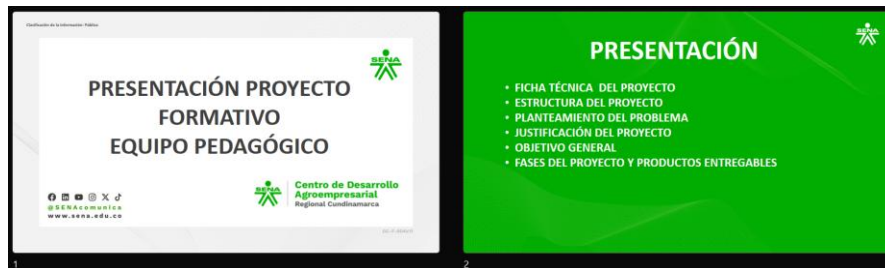 Clasificación de la Información: Pública
SENA
PRESENTACIÓN PROYECTO
FORMATIVO
EQUIPO PEDAGÓGICO
@SENAcomunica
www.sena.edu.co
SENA
Centro de Desarrollo
Agroempresarial
Regional Cundinamarca
1
SENA
PRESENTACIÓN
• FICHA TÉCNICA DEL PROYECTO
• ESTRUCTURA DEL PROYECTO
• PLANTEAMIENTO DEL PROBLEMA
• JUSTIFICACIÓN DEL PROYECTO
• OBJETIVO GENERAL
• FASES DEL PROYECTO Y PRODUCTOS ENTREGABLES
2